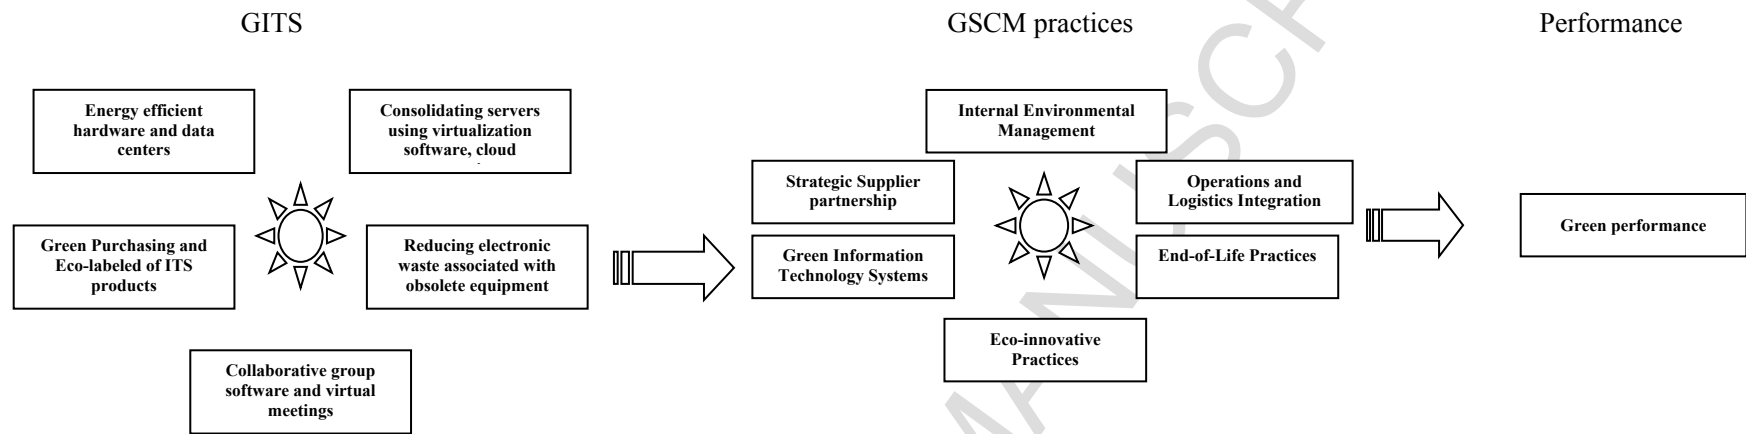 GITS
GSCM practices
Performance
Energy efficient
hardware and data
centers
Consolidating servers
using virtualization
software, cloud
Green Purchasing and
Eco-labeled of ITS
products
Reducing electronic
waste associated with
obsolete equipment
Collaborative group
software and virtual
meetings
Internal Environmental
Management
Strategic Supplier
partnership
Operations and
Logistics Integration
Green Information
Technology Systems
End-of-Life Practices
Eco-innovative
Practices
Green performance
MANUSCR